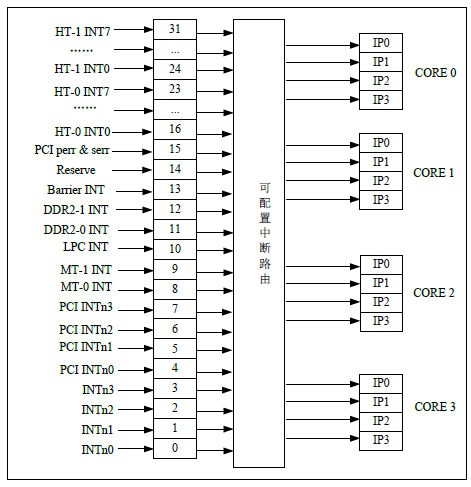 HT-1 INT7 31
...... ...
HT-1 INT0 24
HT-0 INT7 23
...... ...
HT-0 INT0 16
PCI perr & serr 15
Reserve 14
Barrier INT 13
DDR2-1 INT 12
DDR2-0 INT 11
LPC INT 10
MT-1 INT 9
MT-0 INT 8
PCI INTn3 7
PCI INTn2 6
PCI INTn1 5
PCI INTn0 4
INTn3 3
INTn2 2
INTn1 1
INTn0 0
可配置中断路由
IP0
IP1
IP2
IP3
CORE 0
IP0
IP1
IP2
IP3
CORE 1
IP0
IP1
IP2
IP3
CORE 2
IP0
IP1
IP2
IP3
CORE 3